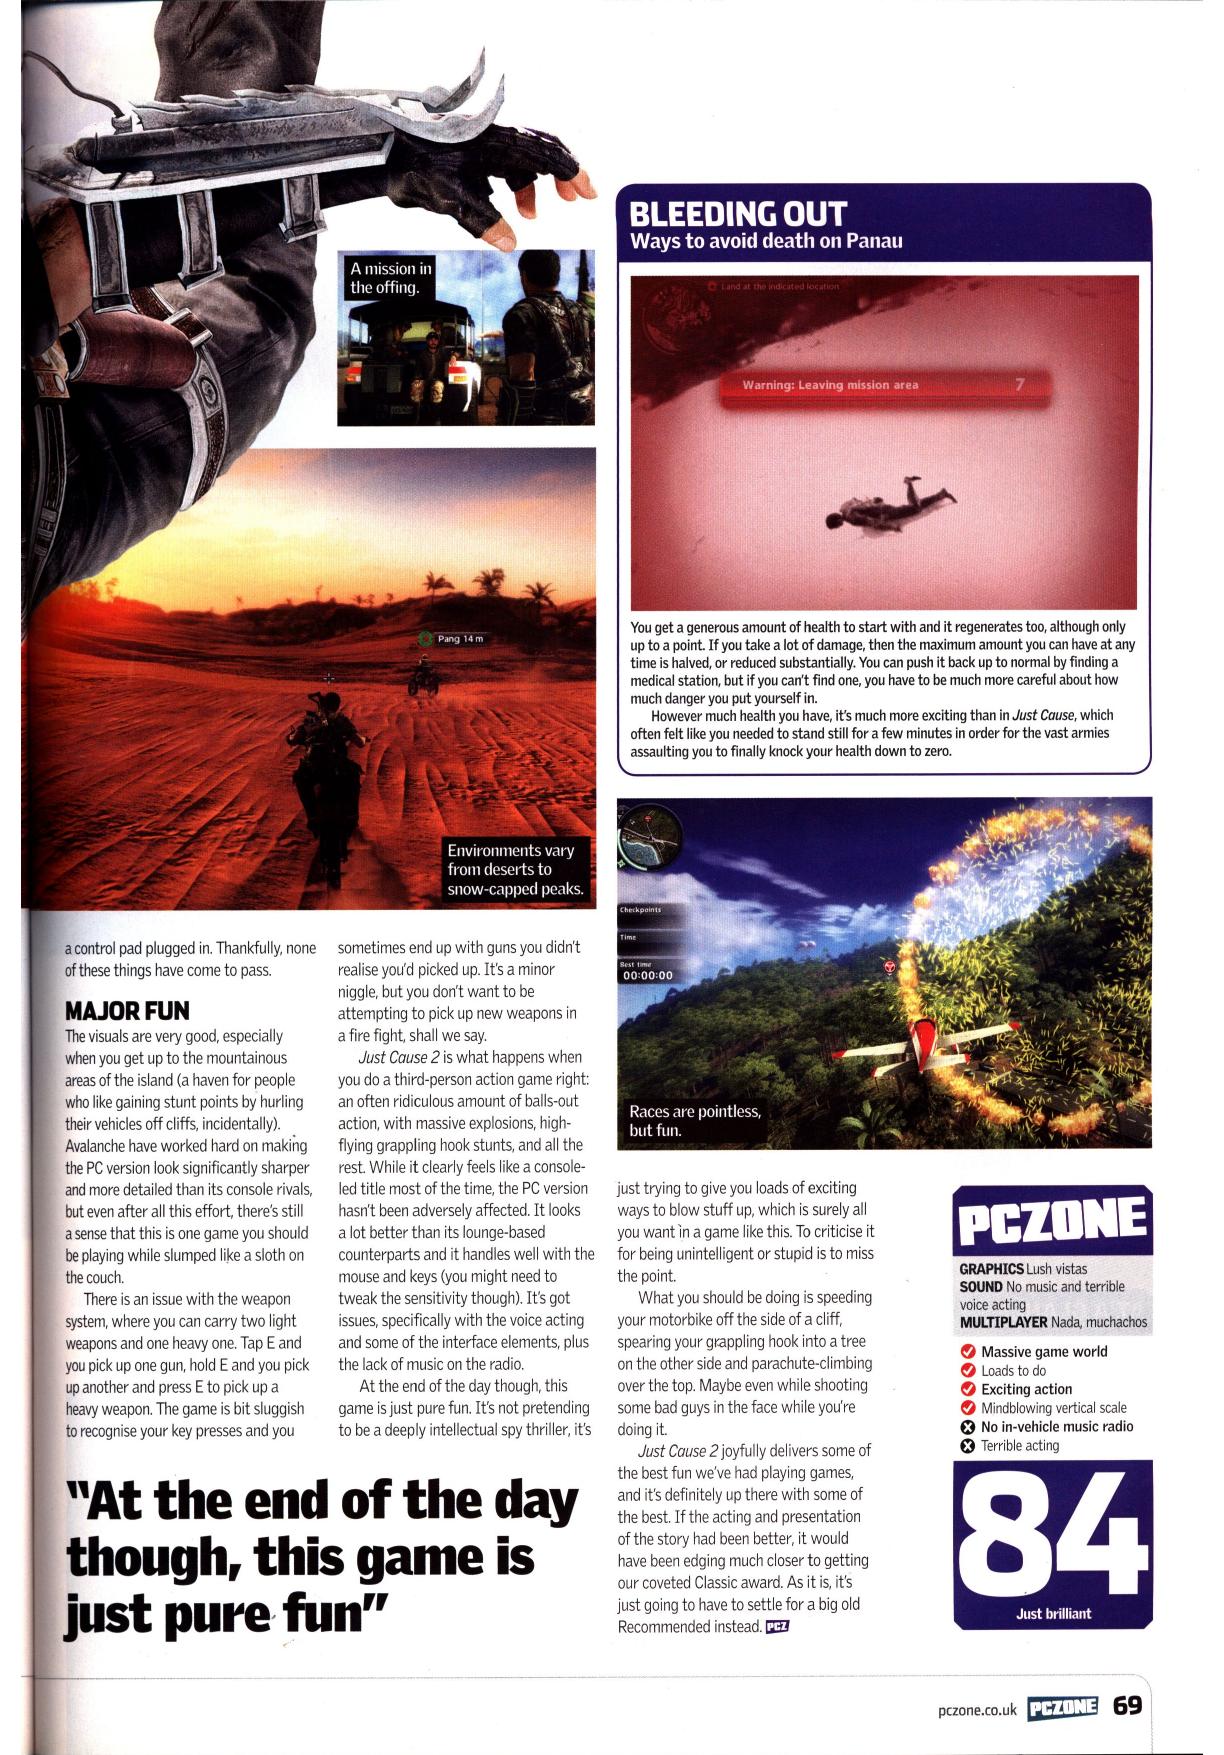 A mission in
the offing.
Pang 14 m
Environments vary
from deserts to
snow-capped peaks.
a control pad plugged in. Thankfully, none
of these things have come to pass.
MAJOR FUN
The visuals are very good, especially
when you get up to the mountainous
areas of the island (a haven for people
who like gaining stunt points by hurling
their vehicles off cliffs, incidentally).
Avalanche have worked hard on making
the PC version look significantly sharper
and more detailed than its console rivals,
but even after all this effort, there's still
a sense that this is one game you should
be playing while slumped like a sloth on
the couch.
There is an issue with the weapon
system, where you can carry two light
weapons and one heavy one. Tap E and
you pick up one gun, hold E and you pick
up another and press E to pick up a
heavy weapon. The game is bit sluggish
to recognise your key presses and you
sometimes end up with guns you didn't
realise you'd picked up. It's a minor
niggle, but you don't want to be
attempting to pick up new weapons in
a fire fight, shall we say.
Just Cause 2 is what happens when
you do a third-person action game right:
an often ridiculous amount of balls-out
action, with massive explosions, high-
flying grappling hook stunts, and all the
rest. While it clearly feels like a console-
led title most of the time, the PC version
hasn't been adversely affected. It looks
a lot better than its lounge-based
counterparts and it handles well with the
mouse and keys (you might need to
tweak the sensitivity though). It's got
issues, specifically with the voice acting
and some of the interface elements, plus
the lack of music on the radio.
At the end of the day though, this
game is just pure fun. It's not pretending
to be a deeply intellectual spy thriller, it's
"At the end of the day
though, this game is
just pure fun"
BLEEDING OUT
Ways to avoid death on Panau
Land at the indicated location
Warning: Leaving mission area 7
You get a generous amount of health to start with and it regenerates too, although only
up to a point. If you take a lot of damage, then the maximum amount you can have at any
time is halved, or reduced substantially. You can push it back up to normal by finding a
medical station, but if you can't find one, you have to be much more careful about how
much danger you put yourself in.
However much health you have, it's much more exciting than in Just Cause, which
often felt like you needed to stand still for a few minutes in order for the vast armies
assaulting you to finally knock your health down to zero.
Checkpoints
Time
Best time
00:00:00
Races are pointless,
but fun.
just trying to give you loads of exciting
ways to blow stuff up, which is surely all
you want in a game like this. To criticise it
for being unintelligent or stupid is to miss
the point.
What you should be doing is speeding
your motorbike off the side of a cliff,
spearing your grappling hook into a tree
on the other side and parachute-climbing
over the top. Maybe even while shooting
some bad guys in the face while you're
doing it.
Just Cause 2 joyfully delivers some of
the best fun we've had playing games,
and it's definitely up there with some of
the best. If the acting and presentation
of the story had been better, it would
have been edging much closer to getting
our coveted Classic award. As it is, it's
just going to have to settle for a big old
Recommended instead. PCZ
PCZONE
GRAPHICS Lush vistas
SOUND No music and terrible
voice acting
MULTIPLAYER Nada, muchachos
Massive game world
Loads to do
Exciting action
Mindblowing vertical scale
No in-vehicle music radio
Terrible acting
84
Just brilliant
pczone.co.uk PCZONE 69